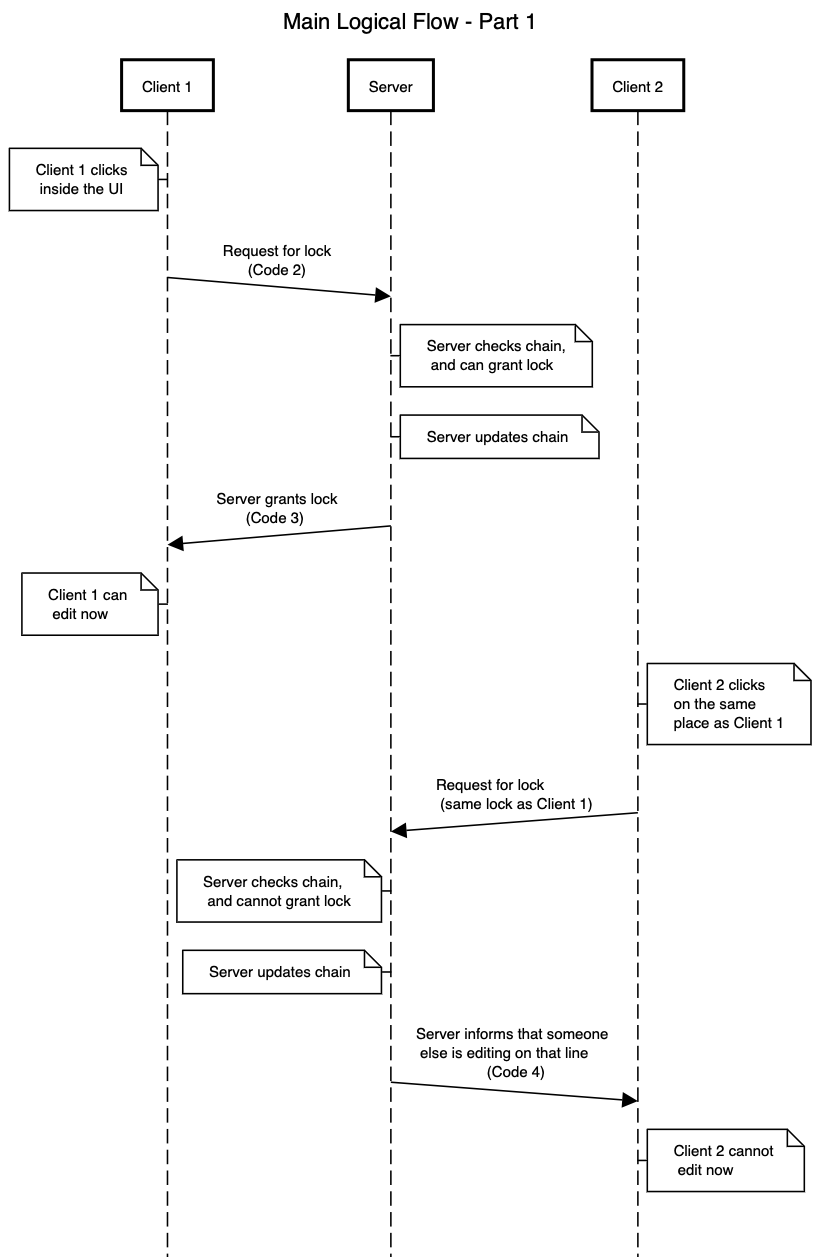 Main Logical Flow - Part 1
Client 1
Server
Client 2
Client 1 clicks
inside the UI
Request for lock
(Code 2)
Server checks chain,
and can grant lock
Server updates chain
Server grants lock
(Code 3)
Client 1 can
edit now
Client 2 clicks
on the same
place as Client 1
Request for lock
(same lock as Client 1)
Server checks chain,
and cannot grant lock
Server updates chain
Server informs that someone
else is editing on that line
(Code 4)
Client 2 cannot
edit now